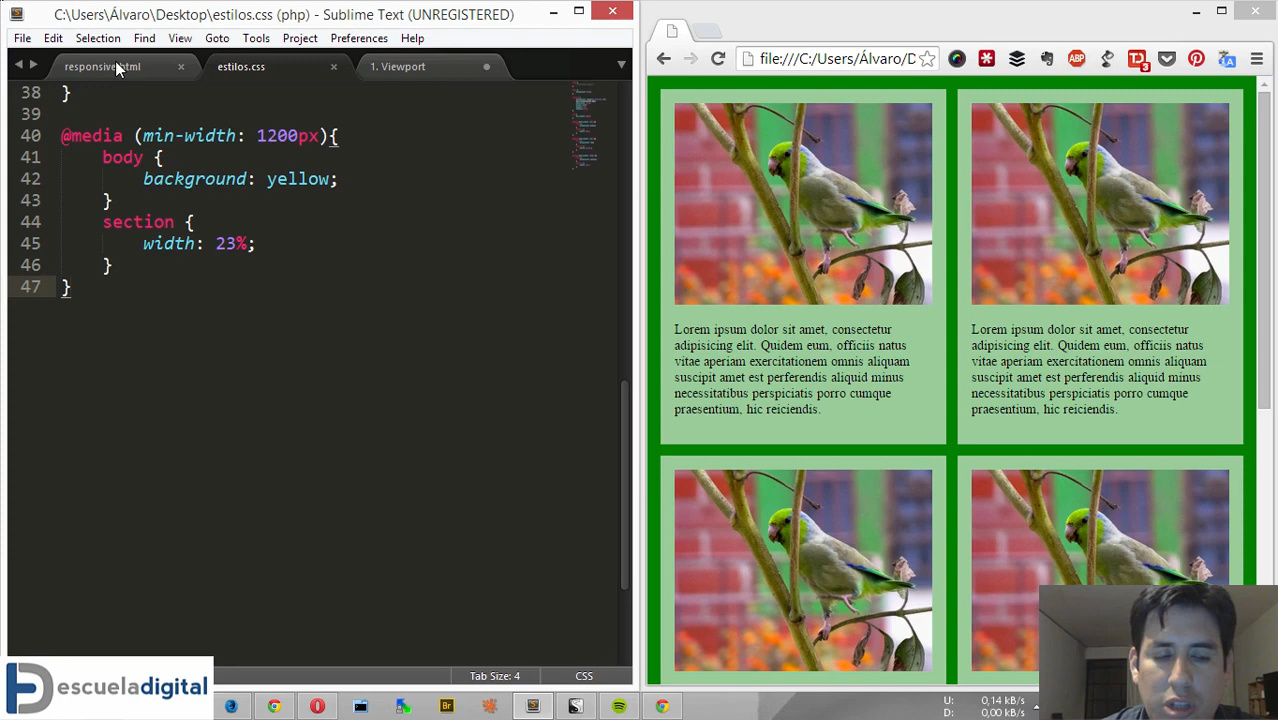 C:\Users\Álvaro\Desktop\estilos.css (php) - Sublime Text (UNREGISTERED)
File Edit Selection Find View Goto Tools Project Preferences Help
responsive.html estilos.css 1. Viewport
file:///C:/Users/Álvaro/D
3
38 }
39
40 @media (min-width: 1200px){
41 body {
42 background: yellow;
43 }
44 section {
45 width: 23%;
46 }
47 }
Lorem ipsum dolor sit amet, consectetur
adipisicing elit. Quidem eum, officiis natus
vitae aperiam exercitationem omnis aliquam
suscipit amet est perferendis aliquid minus
necessitatibus perspiciatis porro cumque
praesentium, hic reiciendis.
Lorem ipsum dolor sit amet, consectetur
adipisicing elit. Quidem eum, officiis natus
vitae aperiam exercitationem omnis aliquam
suscipit amet est perferendis aliquid minus
necessitatibus perspiciatis porro cumque
praesentium, hic reiciendis.
Tab Size: 4 CSS
escueladigital
Br
U: 0,14 kB/s
D: 0,00 kB/s